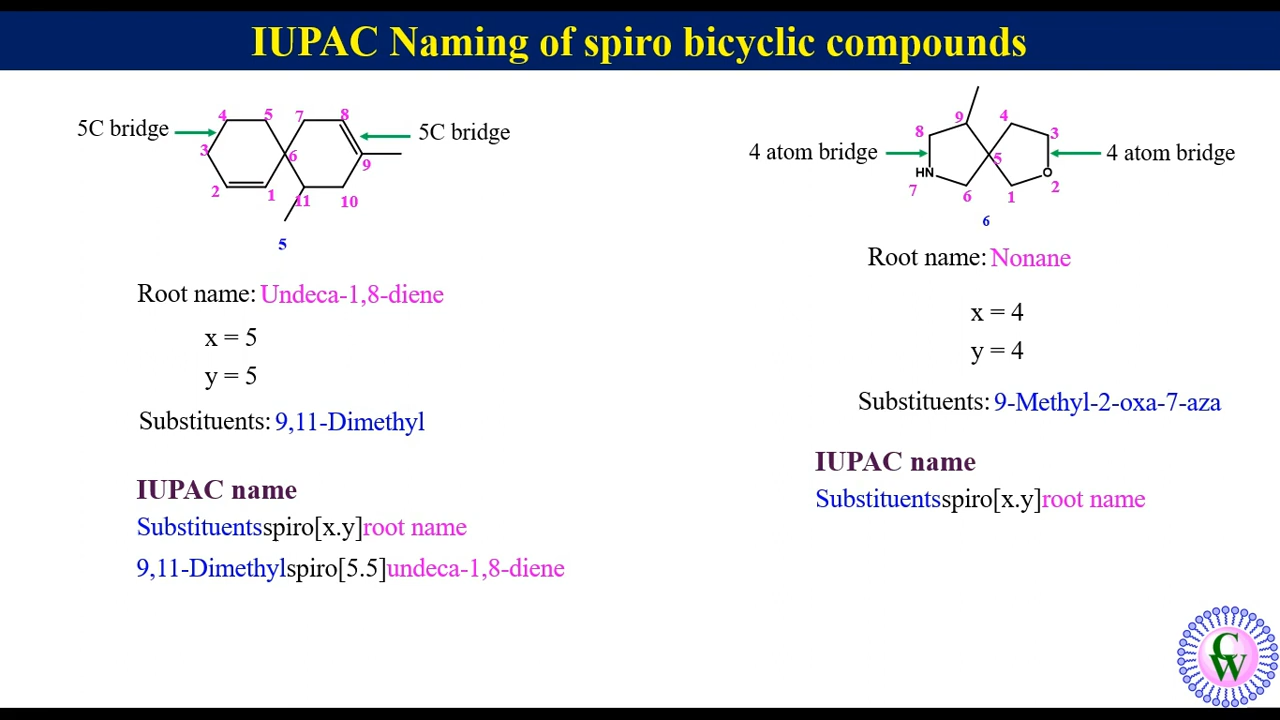 IUPAC Naming of spiro bicyclic compounds
4 5 7 8
5C bridge
5C bridge
3 6 9
2 1 11 10
5
Root name: Undeca-1,8-diene
x = 5
y = 5
Substituents: 9,11-Dimethyl
IUPAC name
Substituentsspiro[x.y]root name
9,11-Dimethylspiro[5.5]undeca-1,8-diene
9 4
8 3
4 atom bridge
4 atom bridge
5
HN O
7 6 1 2
6
Root name: Nonane
x = 4
y = 4
Substituents: 9-Methyl-2-oxa-7-aza
IUPAC name
Substituentsspiro[x.y]root name
CW